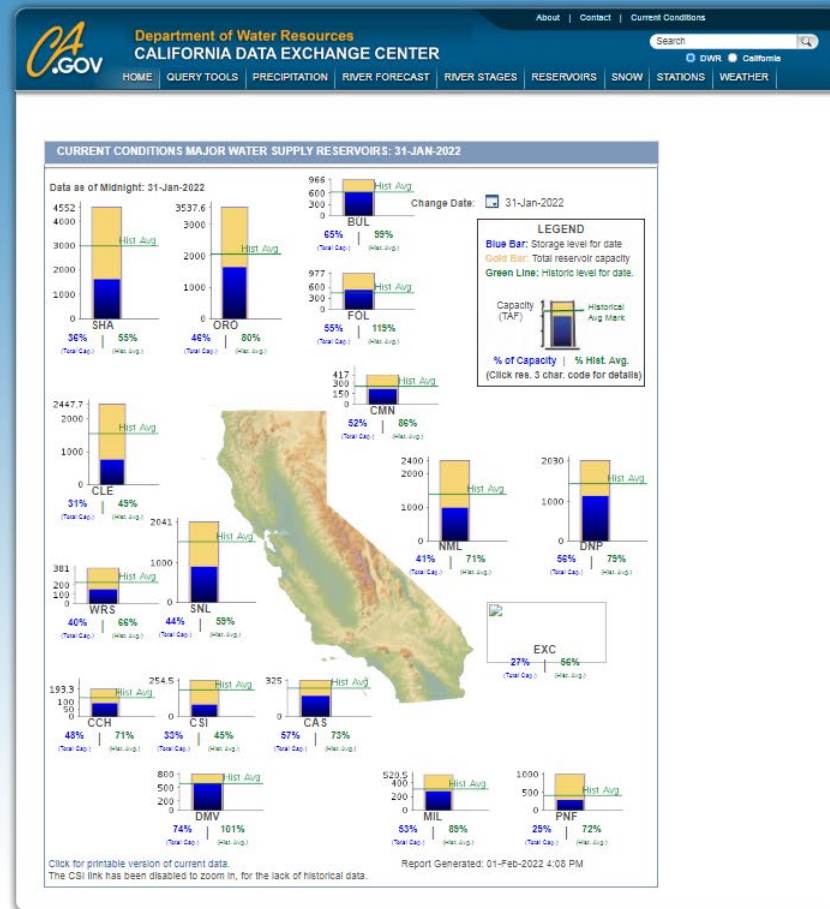 About | Contact | Current Conditions
CA.GOV
Department of Water Resources
CALIFORNIA DATA EXCHANGE CENTER
Search
DWR California
HOME QUERY TOOLS PRECIPITATION RIVER FORECAST RIVER STAGES RESERVOIRS SNOW STATIONS WEATHER
CURRENT CONDITIONS MAJOR WATER SUPPLY RESERVOIRS: 31-JAN-2022
Data as of Midnight: 31-Jan-2022
Change Date: 31-Jan-2022
4552
4000
3000
2000
1000
0
Hist Avg
SHA
36% | 55%
(Total Cap.) (Hist. Avg.)
3537.6
3000
2000
1000
0
Hist Avg
ORO
46% | 80%
(Total Cap.) (Hist. Avg.)
966
600
300
0
Hist Avg
BUL
65% | 99%
(Total Cap.) (Hist. Avg.)
977
600
300
0
Hist Avg
FOL
55% | 119%
(Total Cap.) (Hist. Avg.)
LEGEND
Blue Bar: Storage level for date
Gold Bar: Total reservoir capacity
Green Line: Historic level for date.
Capacity
(TAF)
Historical
Avg Mark
% of Capacity | % Hist. Avg.
(Click res. 3 char. code for details)
417
300
150
0
Hist Avg
CMN
52% | 86%
(Total Cap.) (Hist. Avg.)
2447.7
2000
1000
0
Hist Avg
CLE
31% | 49%
(Total Cap.) (Hist. Avg.)
2400
2000
1000
0
Hist Avg
NML
41% | 71%
(Total Cap.) (Hist. Avg.)
2030
1000
0
Hist Avg
DNP
56% | 79%
(Total Cap.) (Hist. Avg.)
2041
1000
0
Hist Avg
SNL
44% | 59%
(Total Cap.) (Hist. Avg.)
381
200
100
0
Hist Avg
WRS
40% | 66%
(Total Cap.) (Hist. Avg.)
EXC
27% | 56%
(Total Cap.) (Hist. Avg.)
193.3
100
50
0
Hist Avg
CCH
48% | 71%
(Total Cap.) (Hist. Avg.)
254.5
0
Hist Avg
CSI
33% | 45%
(Total Cap.) (Hist. Avg.)
325
0
Hist Avg
CAS
57% | 73%
(Total Cap.) (Hist. Avg.)
800
500
200
0
Hist Avg
DMV
74% | 101%
(Total Cap.) (Hist. Avg.)
520.5
400
200
0
Hist Avg
MIL
53% | 89%
(Total Cap.) (Hist. Avg.)
1000
500
0
Hist Avg
PNF
29% | 72%
(Total Cap.) (Hist. Avg.)
Click for printable version of current data.
Report Generated: 01-Feb-2022 4:08 PM
The CSI link has been disabled to zoom in, for the lack of historical data.